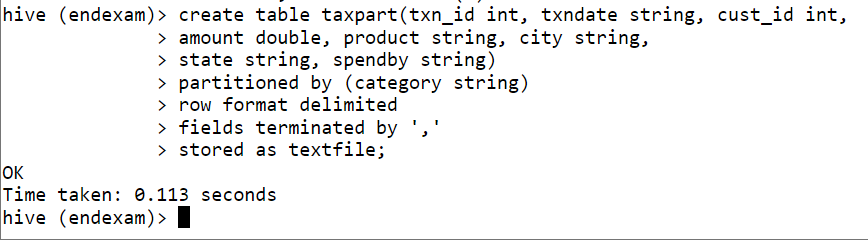 hive (endexam)> create table taxpart(txn_id int, txndate string, cust_id int,
> amount double, product string, city string,
> state string, spendby string)
> partitioned by (category string)
> row format delimited
> fields terminated by ','
> stored as textfile;
OK
Time taken: 0.113 seconds
hive (endexam)>